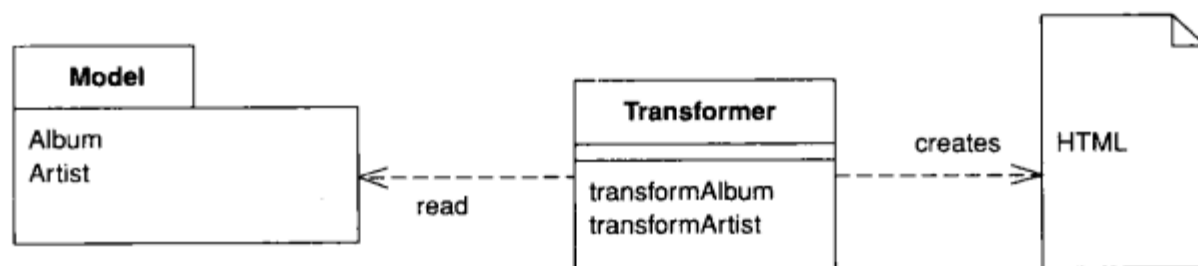 Model
Album
Artist
read
Transformer
transformAlbum
transformArtist
creates
HTML